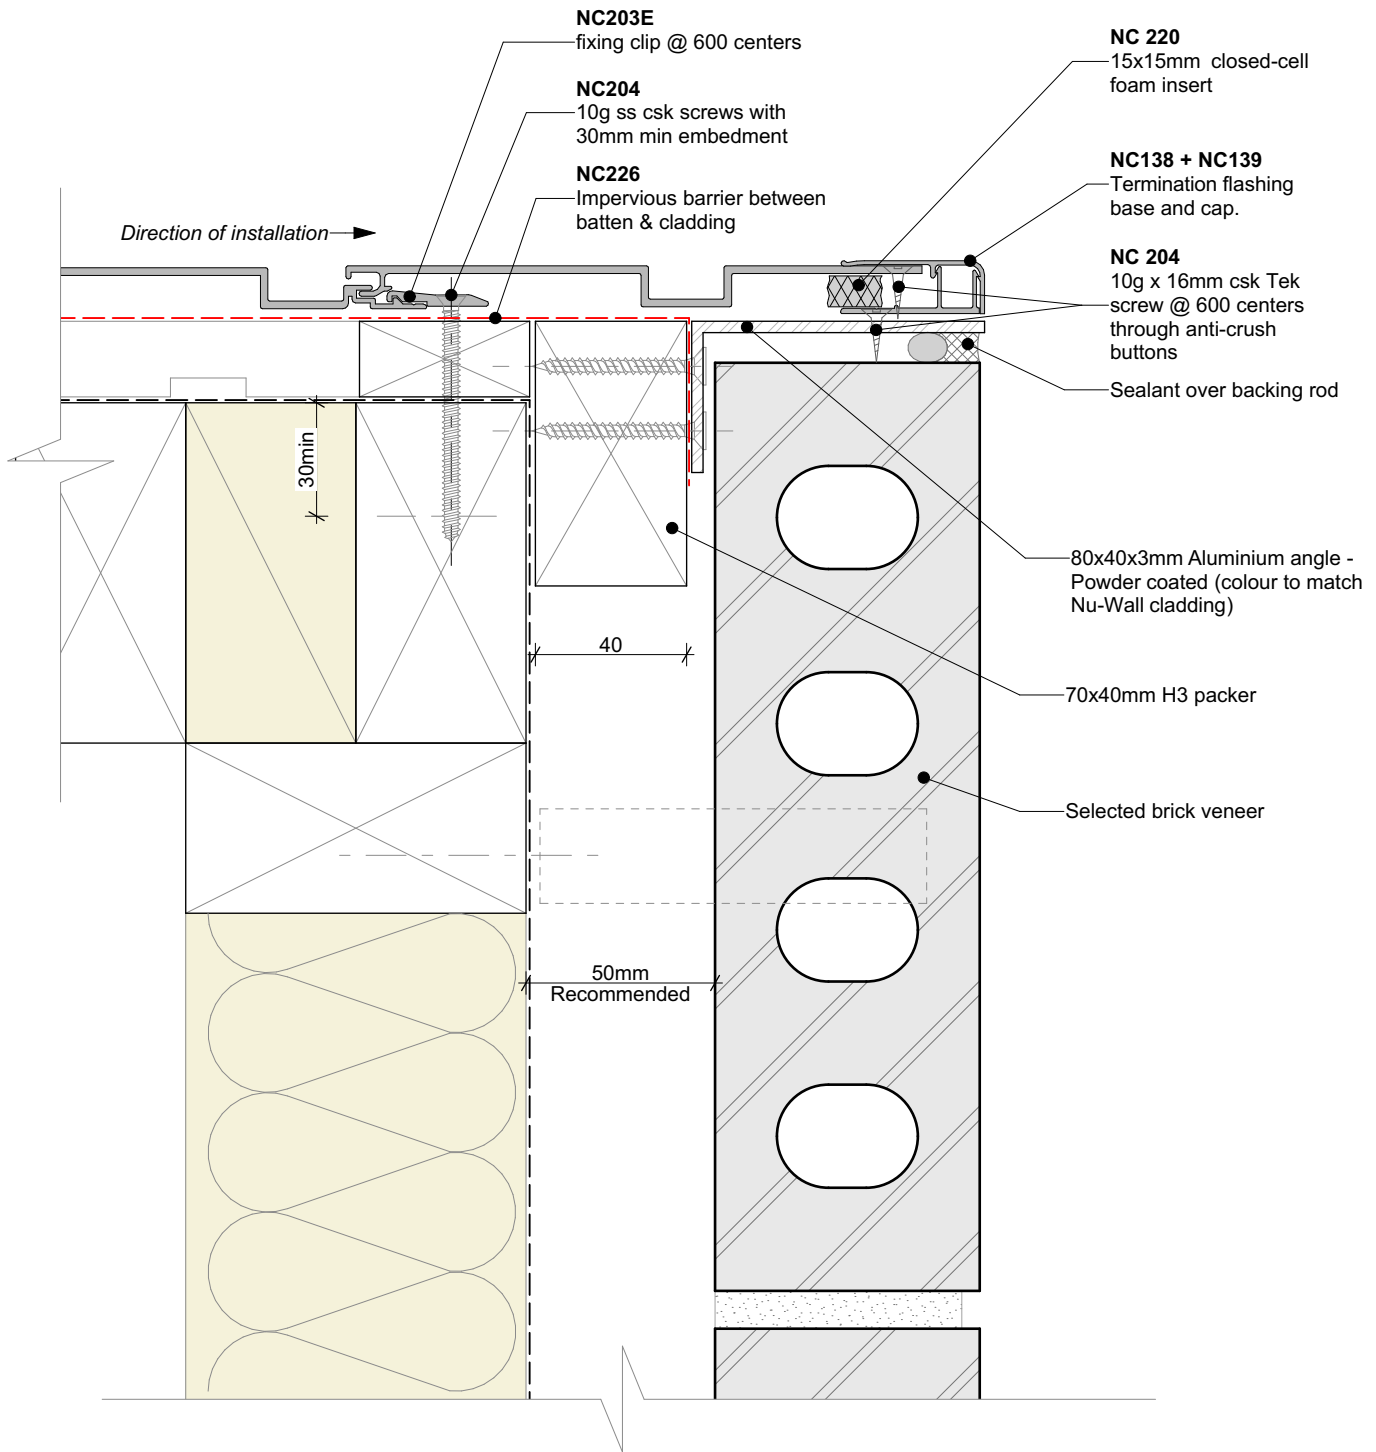 NC203E
fixing clip @ 600 centers
NC204
10g ss csk screws with
30mm min embedment
NC226
Impervious barrier between
batten & cladding
Direction of installation
NC 220
15x15mm closed-cell
foam insert
NC138 + NC139
Termination flashing
base and cap.
NC 204
10g x 16mm csk Tek
screw @ 600 centers
through anti-crush
buttons
Sealant over backing rod
30min
80x40x3mm Aluminium angle -
Powder coated (colour to match
Nu-Wall cladding)
40
70x40mm H3 packer
Selected brick veneer
50mm
Recommended